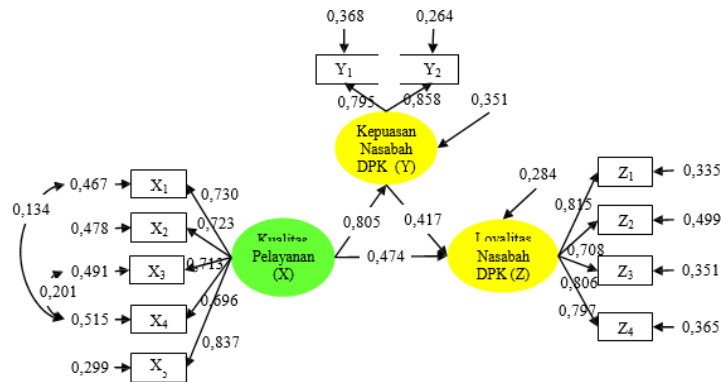 0,368
0,264
Y1
Y2
0,795
0,858
0,351
Kepuasan
Nasabah
DPK (Y)
0,467
X1
0,730
0,134
0,478
X2
0,723
0,491
X3
0,713
0,201
0,515
X4
0,696
0,299
X5
0,837
Kualitas
Pelayanan
(X)
0,805
0,417
0,474
0,284
Loyalitas
Nasabah
DPK (Z)
0,815
Z1
0,335
0,708
Z2
0,499
0,806
Z3
0,351
0,797
Z4
0,365